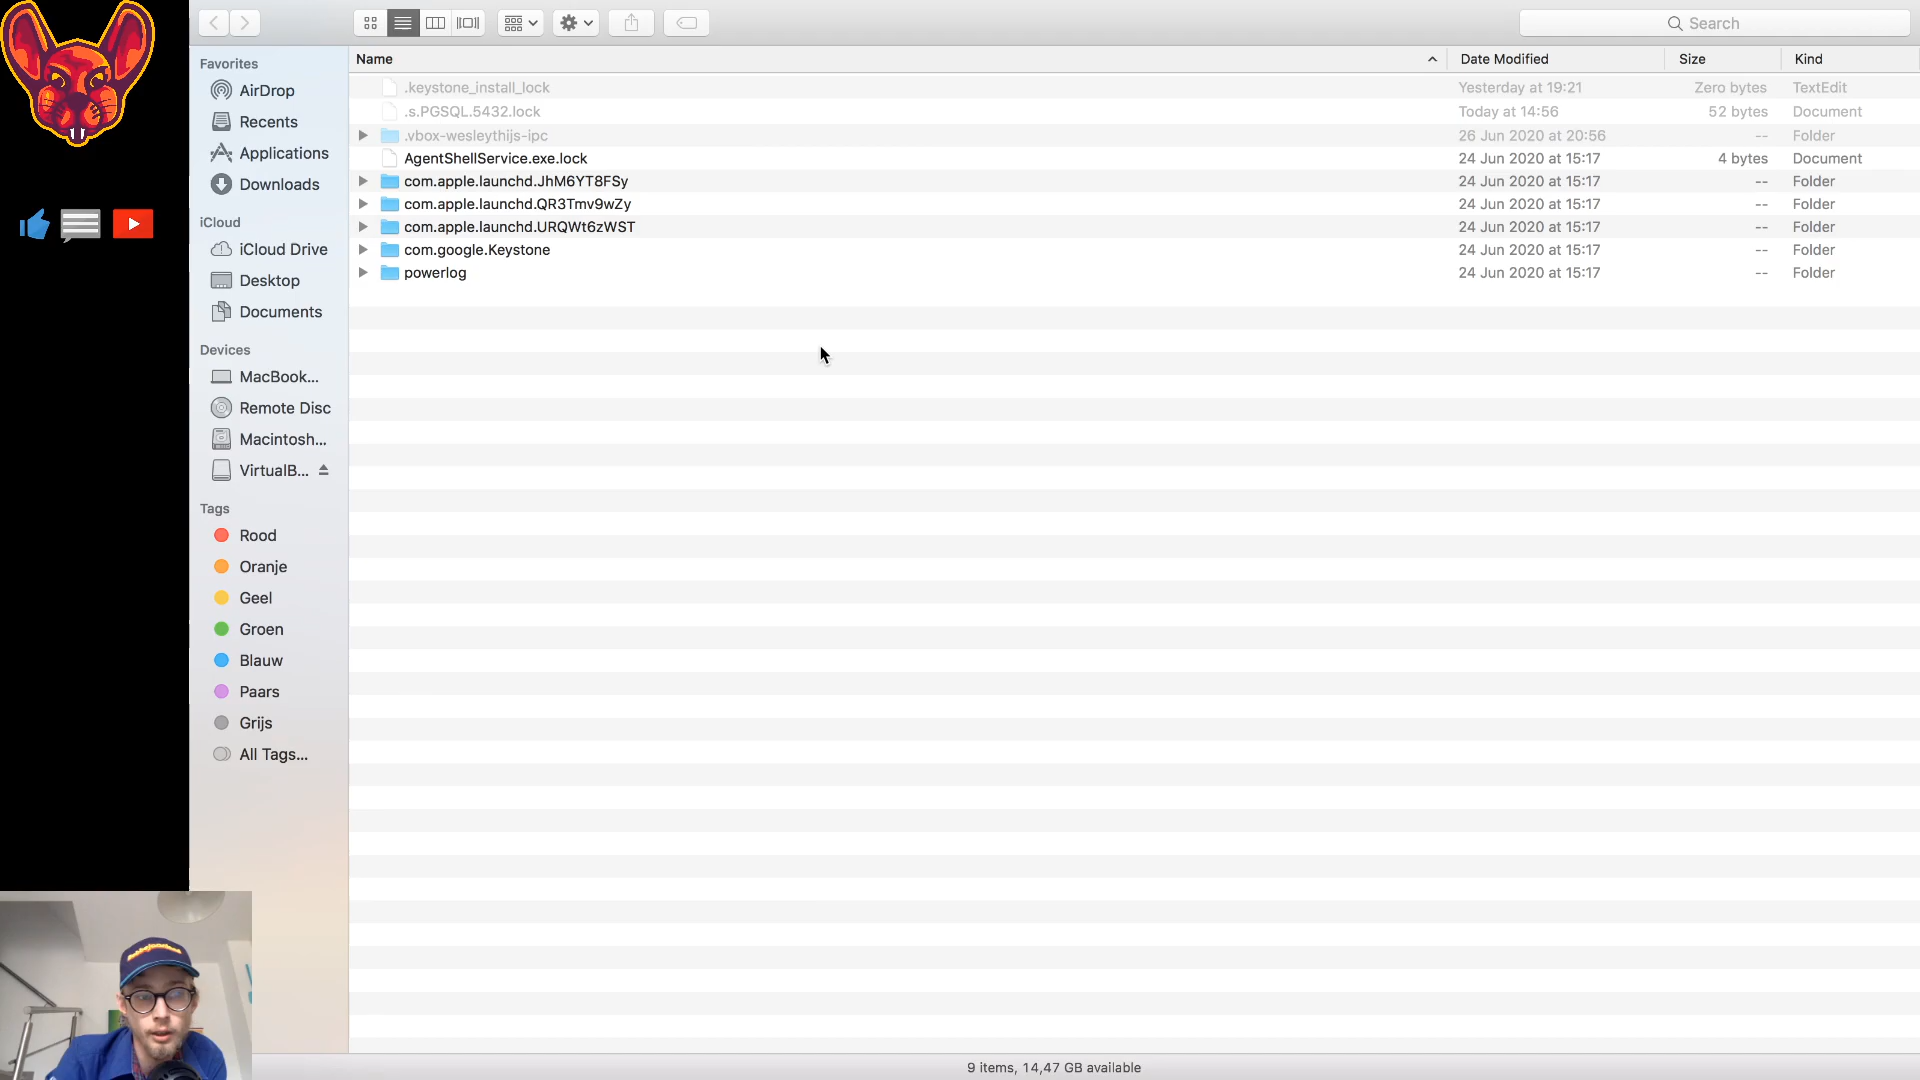 Search
Favorites
AirDrop
Recents
Applications
Downloads
iCloud
iCloud Drive
Desktop
Documents
Devices
MacBook...
Remote Disc
Macintosh...
VirtualB...
Tags
Rood
Oranje
Geel
Groen
Blauw
Paars
Grijs
All Tags...
Name Date Modified Size Kind
.keystone_install_lock Yesterday at 19:21 Zero bytes TextEdit
.s.PGSQL.5432.lock Today at 14:56 52 bytes Document
.vbox-wesleythijs-ipc 26 Jun 2020 at 20:56 -- Folder
AgentShellService.exe.lock 24 Jun 2020 at 15:17 4 bytes Document
com.apple.launchd.JhM6YT8FSy 24 Jun 2020 at 15:17 -- Folder
com.apple.launchd.QR3Tmv9wZy 24 Jun 2020 at 15:17 -- Folder
com.apple.launchd.URQWt6zWST 24 Jun 2020 at 15:17 -- Folder
com.google.Keystone 24 Jun 2020 at 15:17 -- Folder
powerlog 24 Jun 2020 at 15:17 -- Folder
9 items, 14,47 GB available